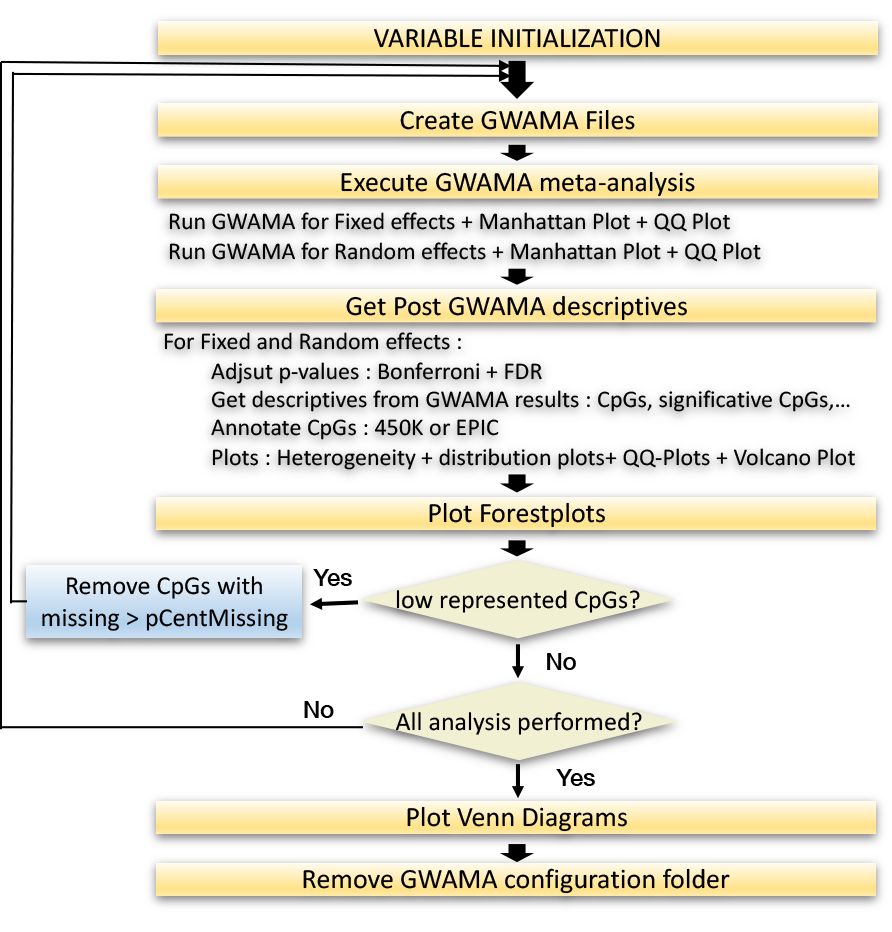 VARIABLE INITIALIZATION
Create GWAMA Files
Execute GWAMA meta-analysis
Run GWAMA for Fixed effects + Manhattan Plot + QQ Plot
Run GWAMA for Random effects + Manhattan Plot + QQ Plot
Get Post GWAMA descriptives
For Fixed and Random effects :
Adjsut p-values : Bonferroni + FDR
Get descriptives from GWAMA results : CpGs, significative CpGs,...
Annotate CpGs : 450K or EPIC
Plots : Heterogeneity + distribution plots+ QQ-Plots + Volcano Plot
Plot Forestplots
Remove CpGs with
missing > pCentMissing
Yes
low represented CpGs?
No
No
All analysis performed?
Yes
Plot Venn Diagrams
Remove GWAMA configuration folder